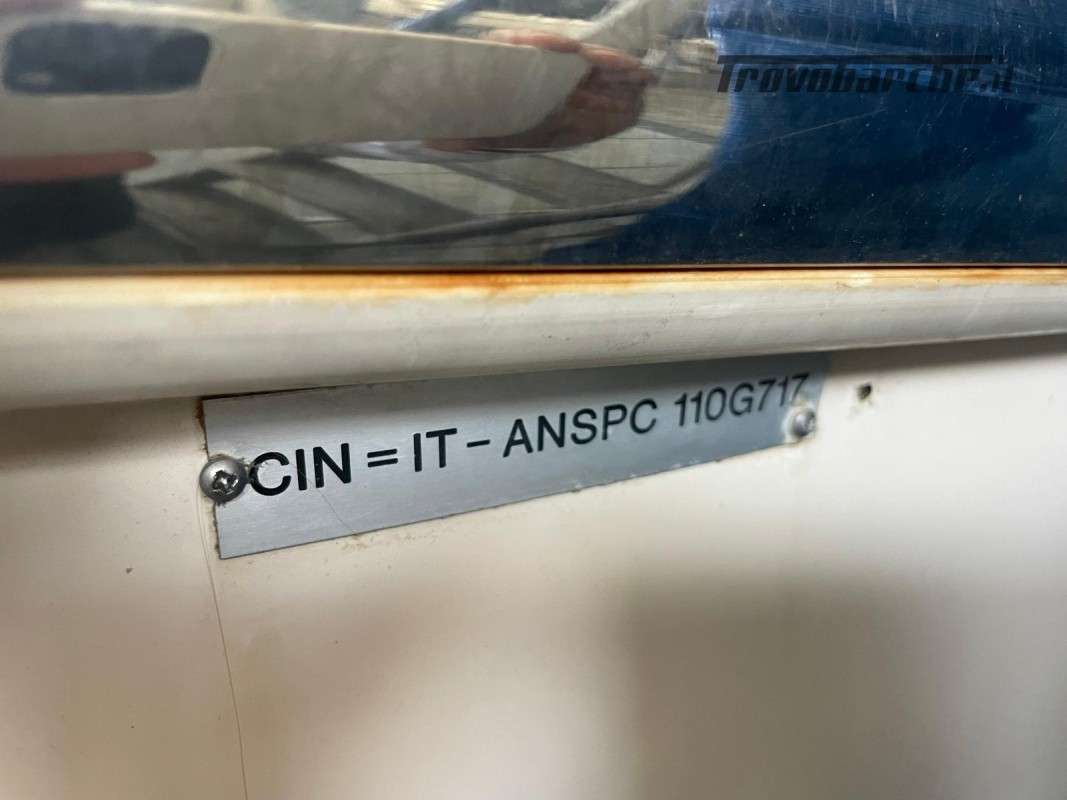 Trovobarche.it
CIN = IT - ANSPC 110G717